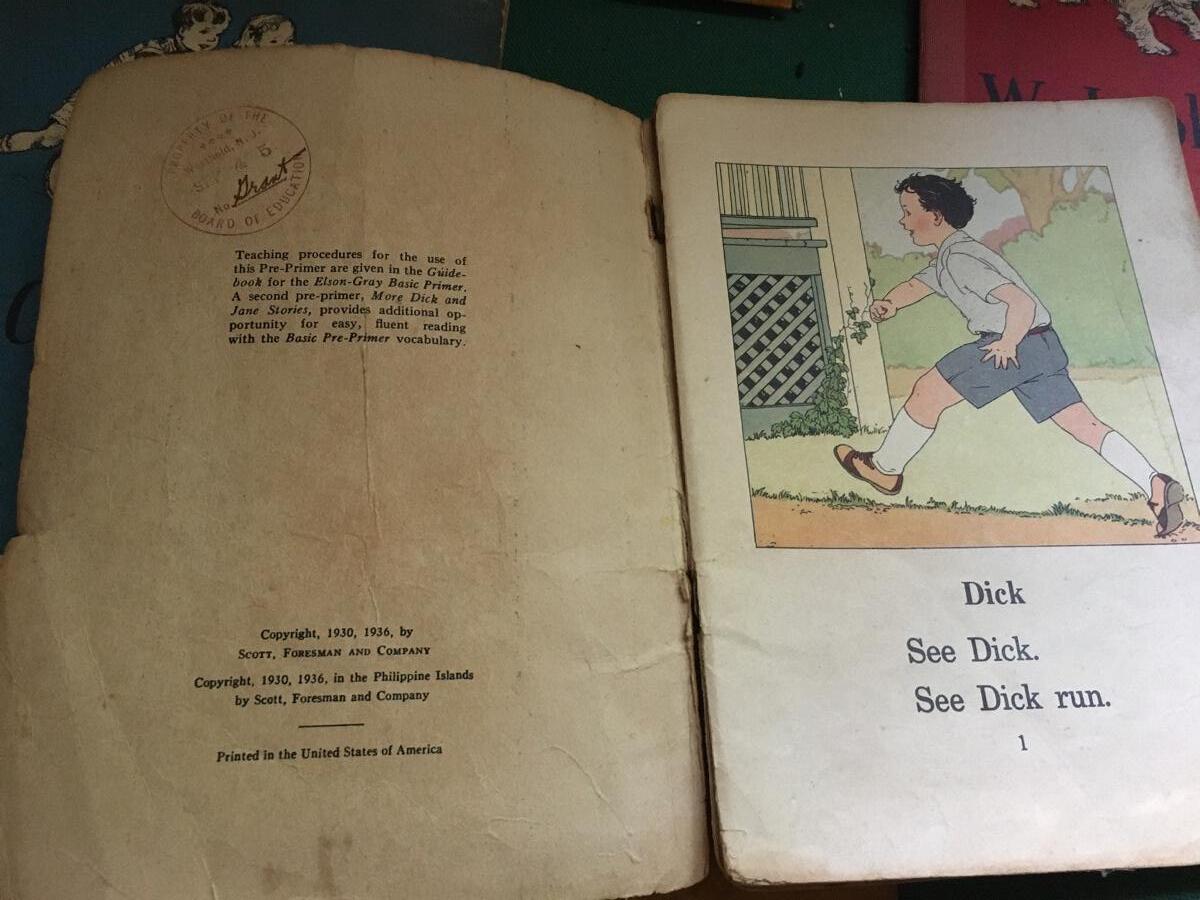 PROPERTY OF THE
Westfield, N. J.
5
No. Grant
BOARD OF EDUCATION
Teaching procedures for the use of
this Pre-Primer are given in the Guide-
book for the Elson-Gray Basic Primer.
A second pre-primer, More Dick and
Jane Stories, provides additional op-
portunity for easy, fluent reading
with the Basic Pre-Primer vocabulary.
Copyright, 1930, 1936, by
SCOTT, FORESMAN AND COMPANY
Copyright, 1930, 1936, in the Philippine Islands
by Scott, Foresman and Company
Printed in the United States of America
Dick
See Dick.
See Dick run.
1